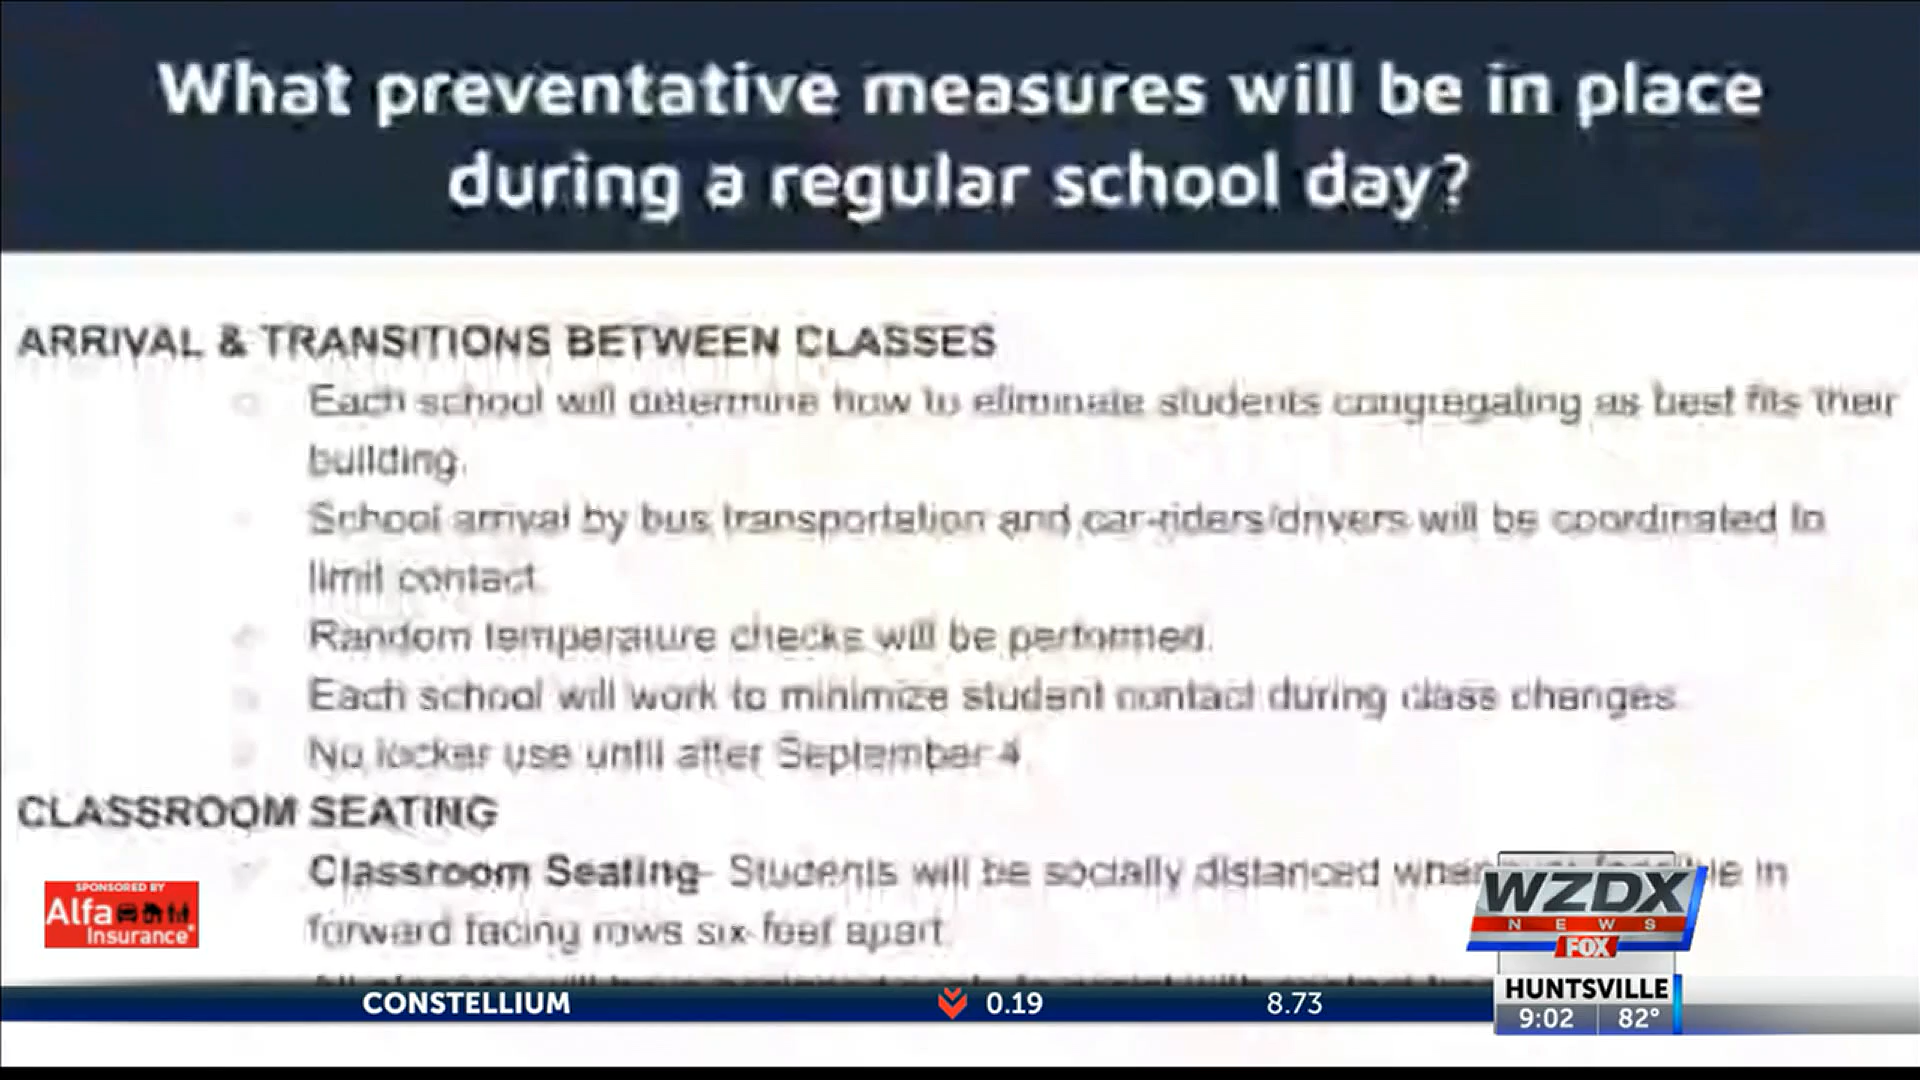 What preventative measures will be in place
during a regular school day?
ARRIVAL & TRANSITIONS BETWEEN CLASSES
Each school will determine how to eliminate students congregating as best fits their
building.
School arrival by bus transportation and car-riders/drivers will be coordinated to
limit contact.
Random temperature checks will be performed.
Each school will work to minimize student contact during class changes.
No locker use until after September 4
CLASSROOM SEATING
Classroom Seating- Students will be socially distanced in
forward facing rows six-feet apart.
SPONSORED BY
Alfa
Insurance®
WZDX
NEWS
FOX
CONSTELLIUM 0.19 8.73
HUNTSVILLE
9:02 82°